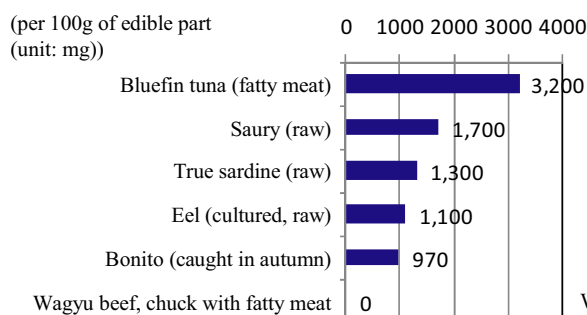 (per 100g of edible part
(unit: mg))
0 1000 2000 3000 4000
Bluefin tuna (fatty meat) 3,200
Saury (raw) 1,700
True sardine (raw) 1,300
Eel (cultured, raw) 1,100
Bonito (caught in autumn) 970
Wagyu beef, chuck with fatty meat 0